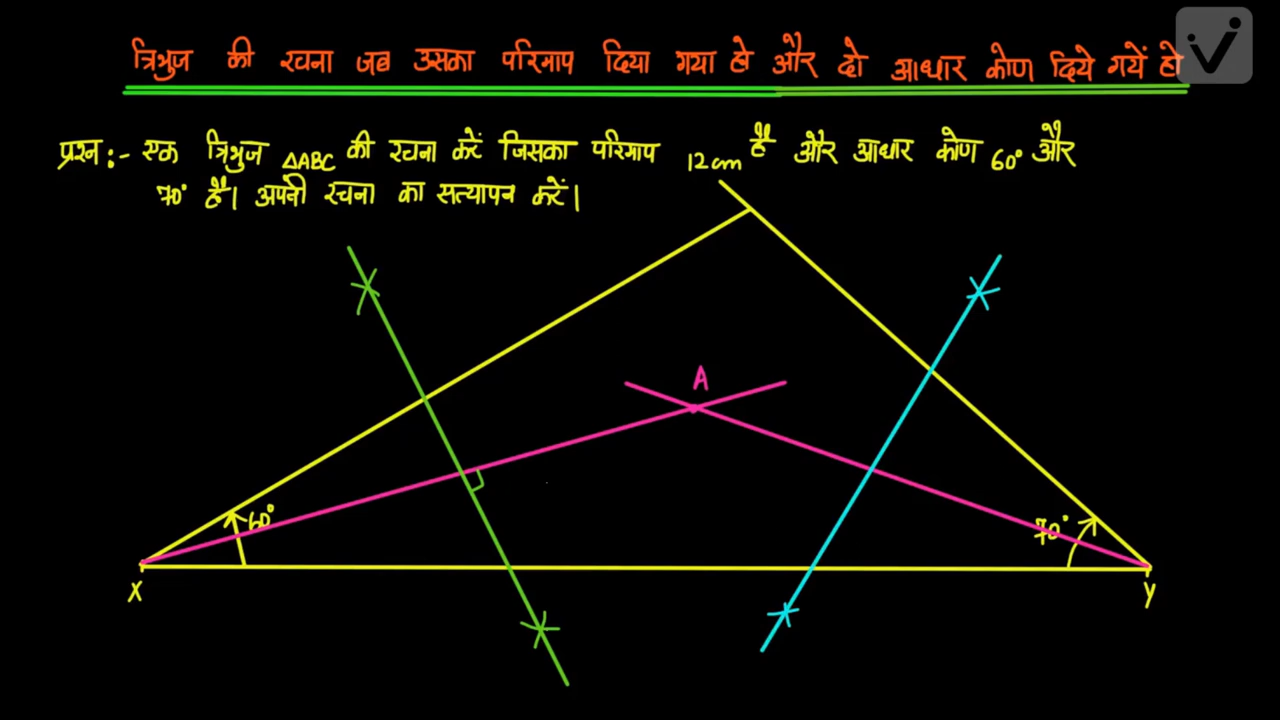 त्रिभुज की रचना जब उसका परिमाप दिया गया हो और दो आधार कोण दिये गयें हो
प्रश्न:- एक त्रिभुज ΔABC की रचना करें जिसका परिमाप 12cm है और आधार कोण 60° और
70° है। अपनी रचना का सत्यापन करें।
A
60°
70°
X
Y